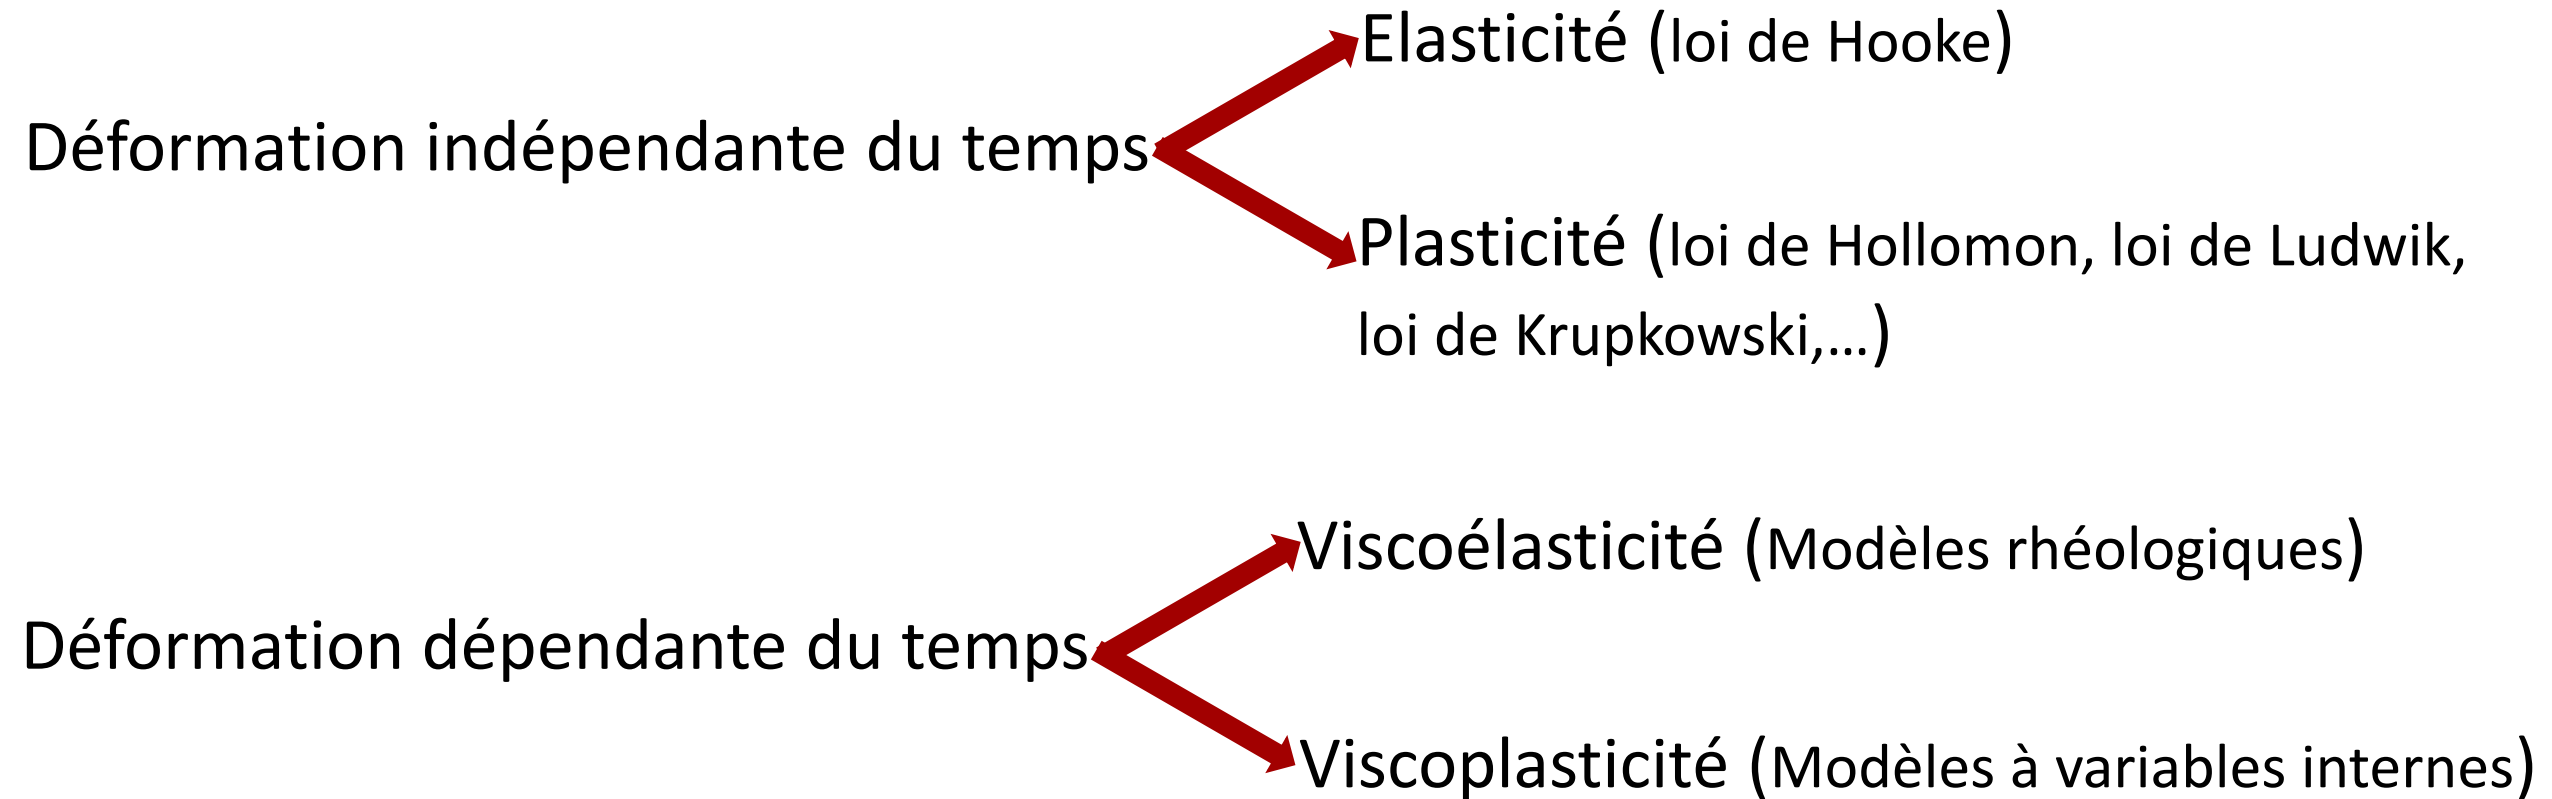 Elasticité (loi de Hooke)
Déformation indépendante du temps
Plasticité (loi de Hollomon, loi de Ludwik,
loi de Krupkowski,...)
Viscoélasticité (Modèles rhéologiques)
Déformation dépendante du temps
Viscoplasticité (Modèles à variables internes)